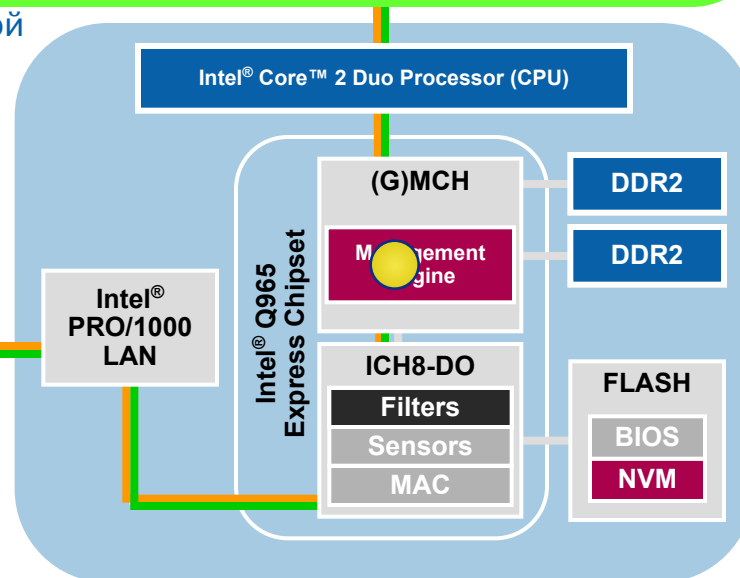 ой
Intel® Core™ 2 Duo Processor (CPU)
(G)MCH
DDR2
DDR2
Intel® Q965
Express Chipset
Intel®
PRO/1000
LAN
ICH8-DO
Filters
Sensors
MAC
FLASH
BIOS
NVM